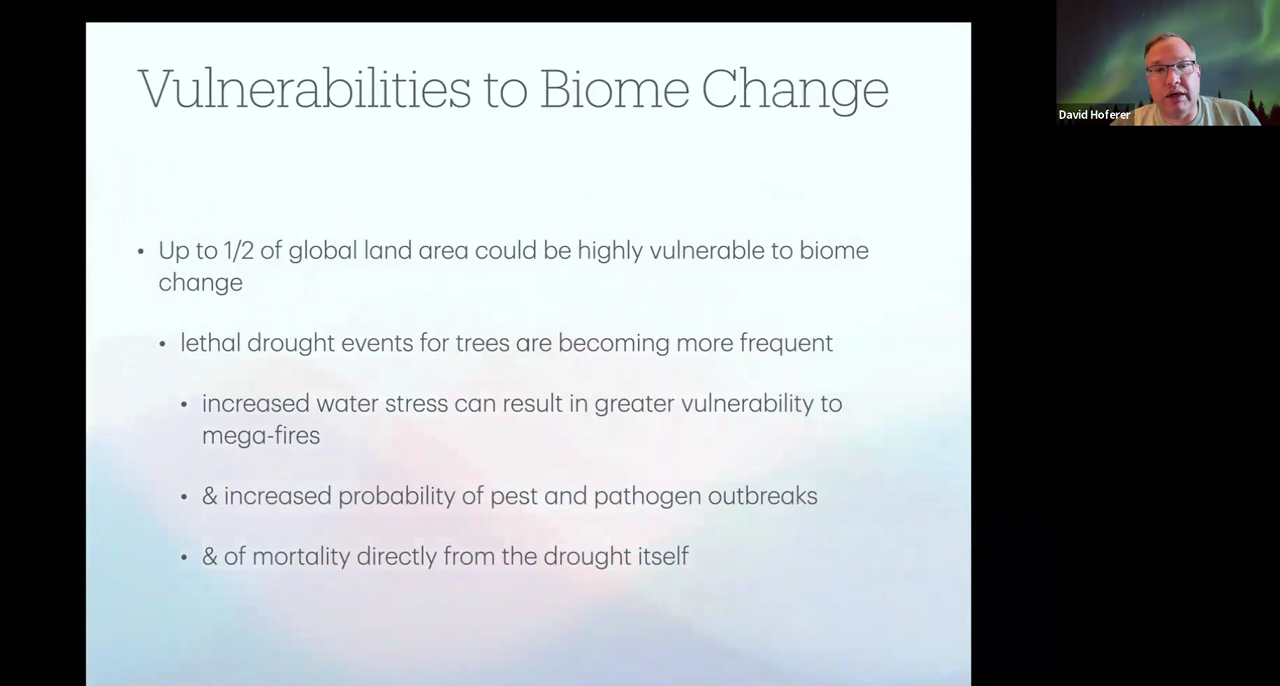 Vulnerabilities to Biome Change
David Hoferer
• Up to 1/2 of global land area could be highly vulnerable to biome
change
• lethal drought events for trees are becoming more frequent
• increased water stress can result in greater vulnerability to
mega-fires
• & increased probability of pest and pathogen outbreaks
• & of mortality directly from the drought itself